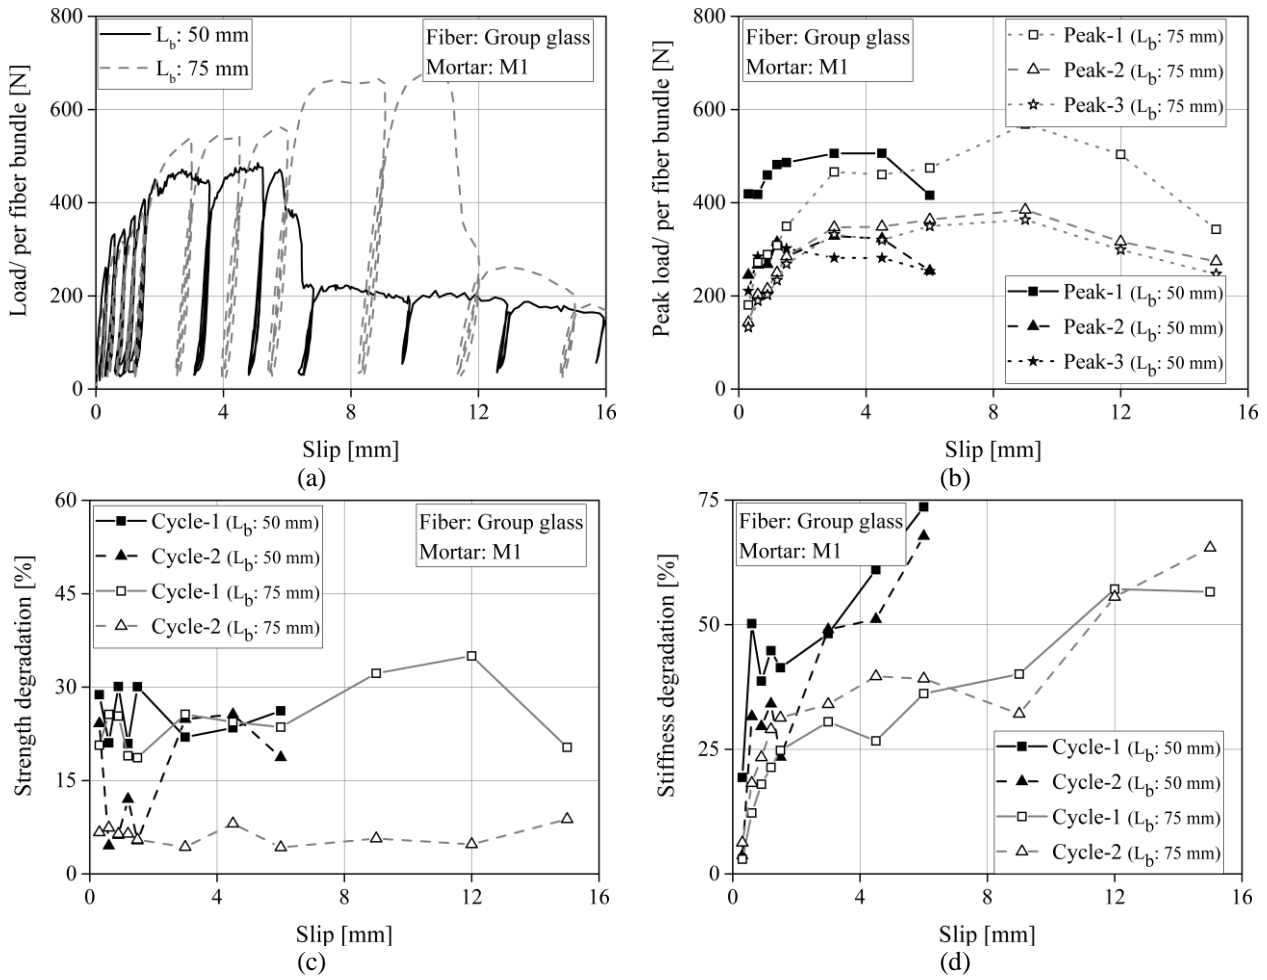 800
600
400
200
0
0 4 8 12 16
Load/ per fiber bundle [N]
Slip [mm]
L_b: 50 mm
L_b: 75 mm
Fiber: Group glass
Mortar: M1
(a)
800
600
400
200
0
0 4 8 12 16
Peak load/ per fiber bundle [N]
Slip [mm]
Fiber: Group glass
Mortar: M1
Peak-1 (L_b: 75 mm)
Peak-2 (L_b: 75 mm)
Peak-3 (L_b: 75 mm)
Peak-1 (L_b: 50 mm)
Peak-2 (L_b: 50 mm)
Peak-3 (L_b: 50 mm)
(b)
60
45
30
15
0
0 4 8 12 16
Strength degradation [%]
Slip [mm]
Cycle-1 (L_b: 50 mm)
Cycle-2 (L_b: 50 mm)
Cycle-1 (L_b: 75 mm)
Cycle-2 (L_b: 75 mm)
Fiber: Group glass
Mortar: M1
(c)
75
50
25
0
0 4 8 12 16
Stiffness degradation [%]
Slip [mm]
Fiber: Group glass
Mortar: M1
Cycle-1 (L_b: 50 mm)
Cycle-2 (L_b: 50 mm)
Cycle-1 (L_b: 75 mm)
Cycle-2 (L_b: 75 mm)
(d)